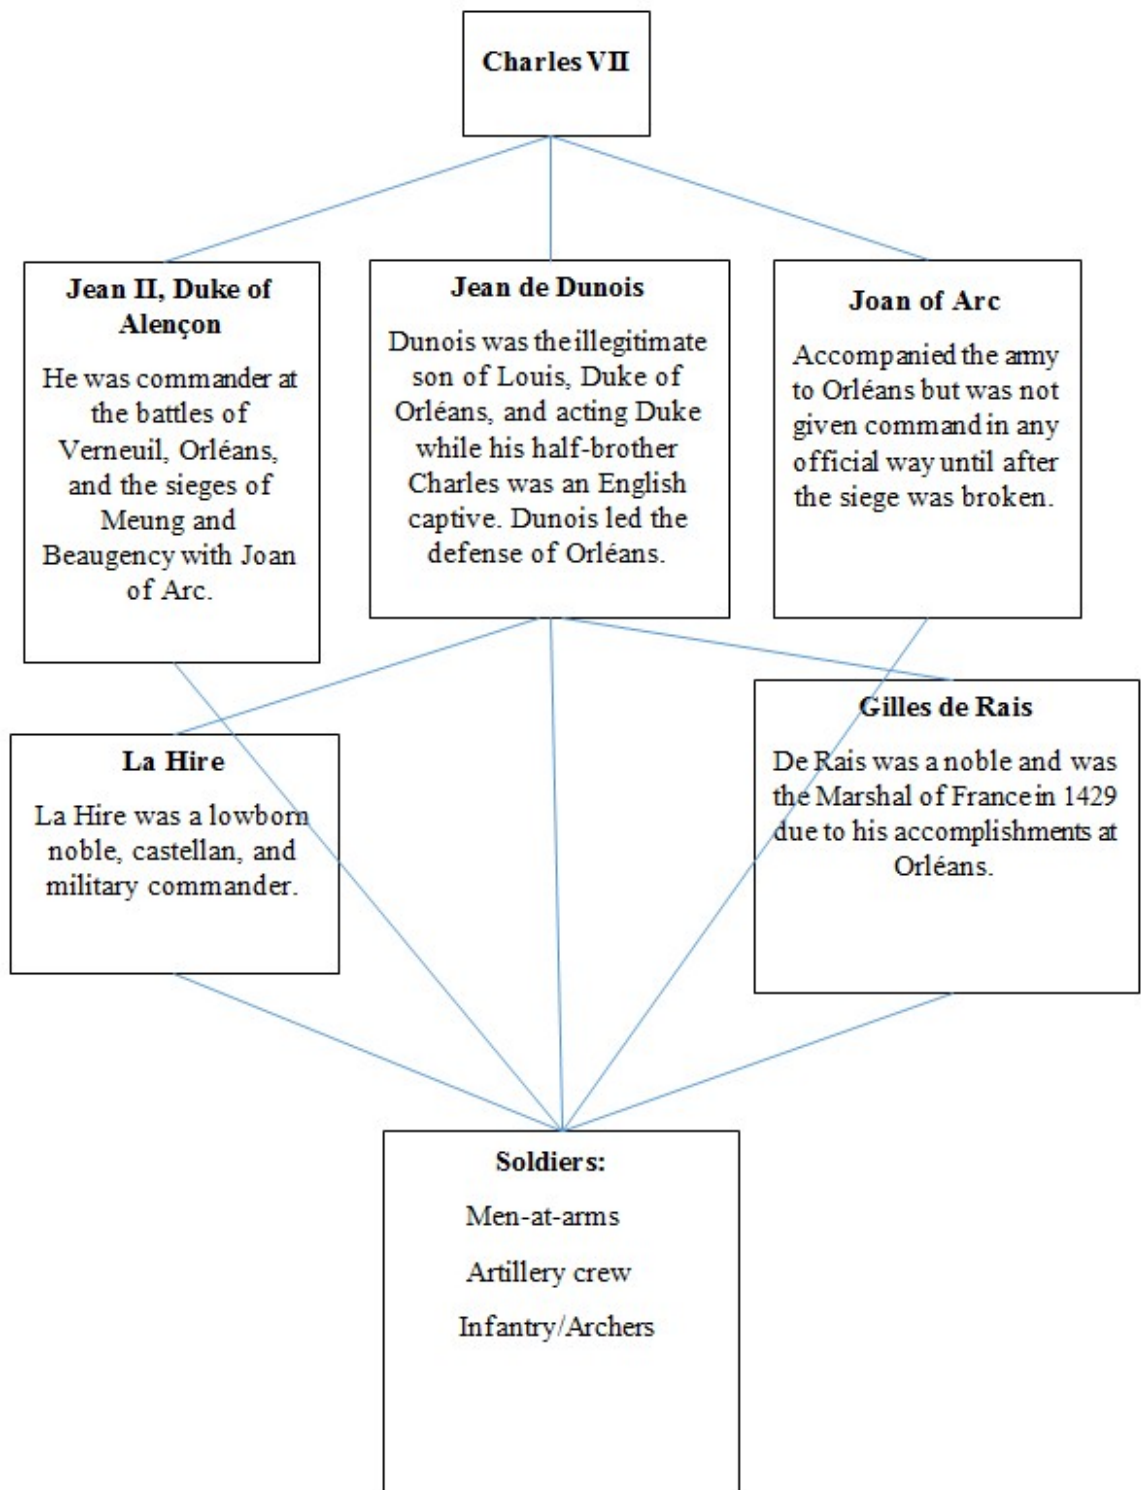 Charles VII
Jean II, Duke of
Alençon
He was commander at
the battles of
Verneuil, Orléans,
and the sieges of
Meung and
Beaugency with Joan
of Arc.
Jean de Dunois
Dunois was the illegitimate
son of Louis, Duke of
Orléans, and acting Duke
while his half-brother
Charles was an English
captive. Dunois led the
defense of Orléans.
Joan of Arc
Accompanied the army
to Orléans but was not
given command in any
official way until after
the siege was broken.
La Hire
La Hire was a lowborn
noble, castellan, and
military commander.
Gilles de Rais
De Rais was a noble and was
the Marshal of France in 1429
due to his accomplishments at
Orléans.
Soldiers:
Men-at-arms
Artillery crew
Infantry/Archers